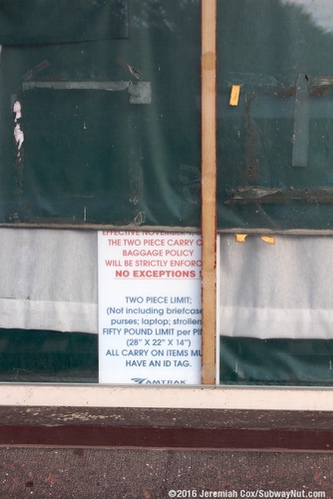 EFFECTIVE NOVEMBER
THE TWO PIECE CARRY O
BAGGAGE POLICY
WILL BE STRICTLY ENFORC
NO EXCEPTIONS !
TWO PIECE LIMIT;
(Not including briefcase
purses; laptop; stroller
FIFTY POUND LIMIT per PI
(28" X 22" X 14")
ALL CARRY ON ITEMS MU
HAVE AN ID TAG.
AMTRAK
©2016 Jeremiah Cox/SubwayNut.com